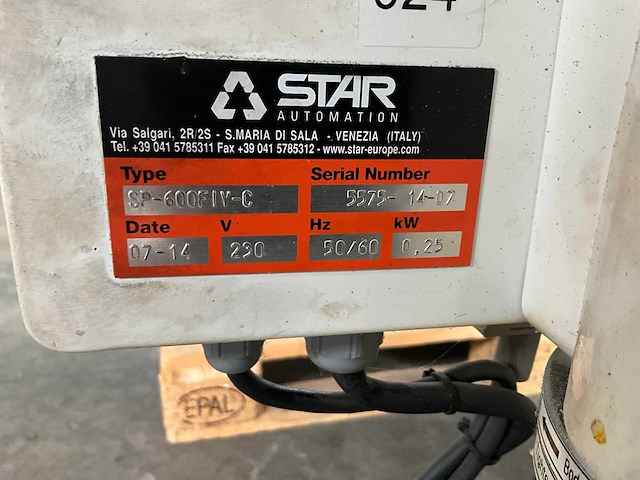 024
STAR
AUTOMATION
Via Salgari, 2R/2S - S.MARIA DI SALA - VENEZIA (ITALY)
Tel. +39 041 5785311 Fax +39 041 5785312 - www.star-europe.com
Type Serial Number
SP-600FIV-C 5575- 14-07
Date V Hz kW
07-14 230 50/60 0,25
EPAL